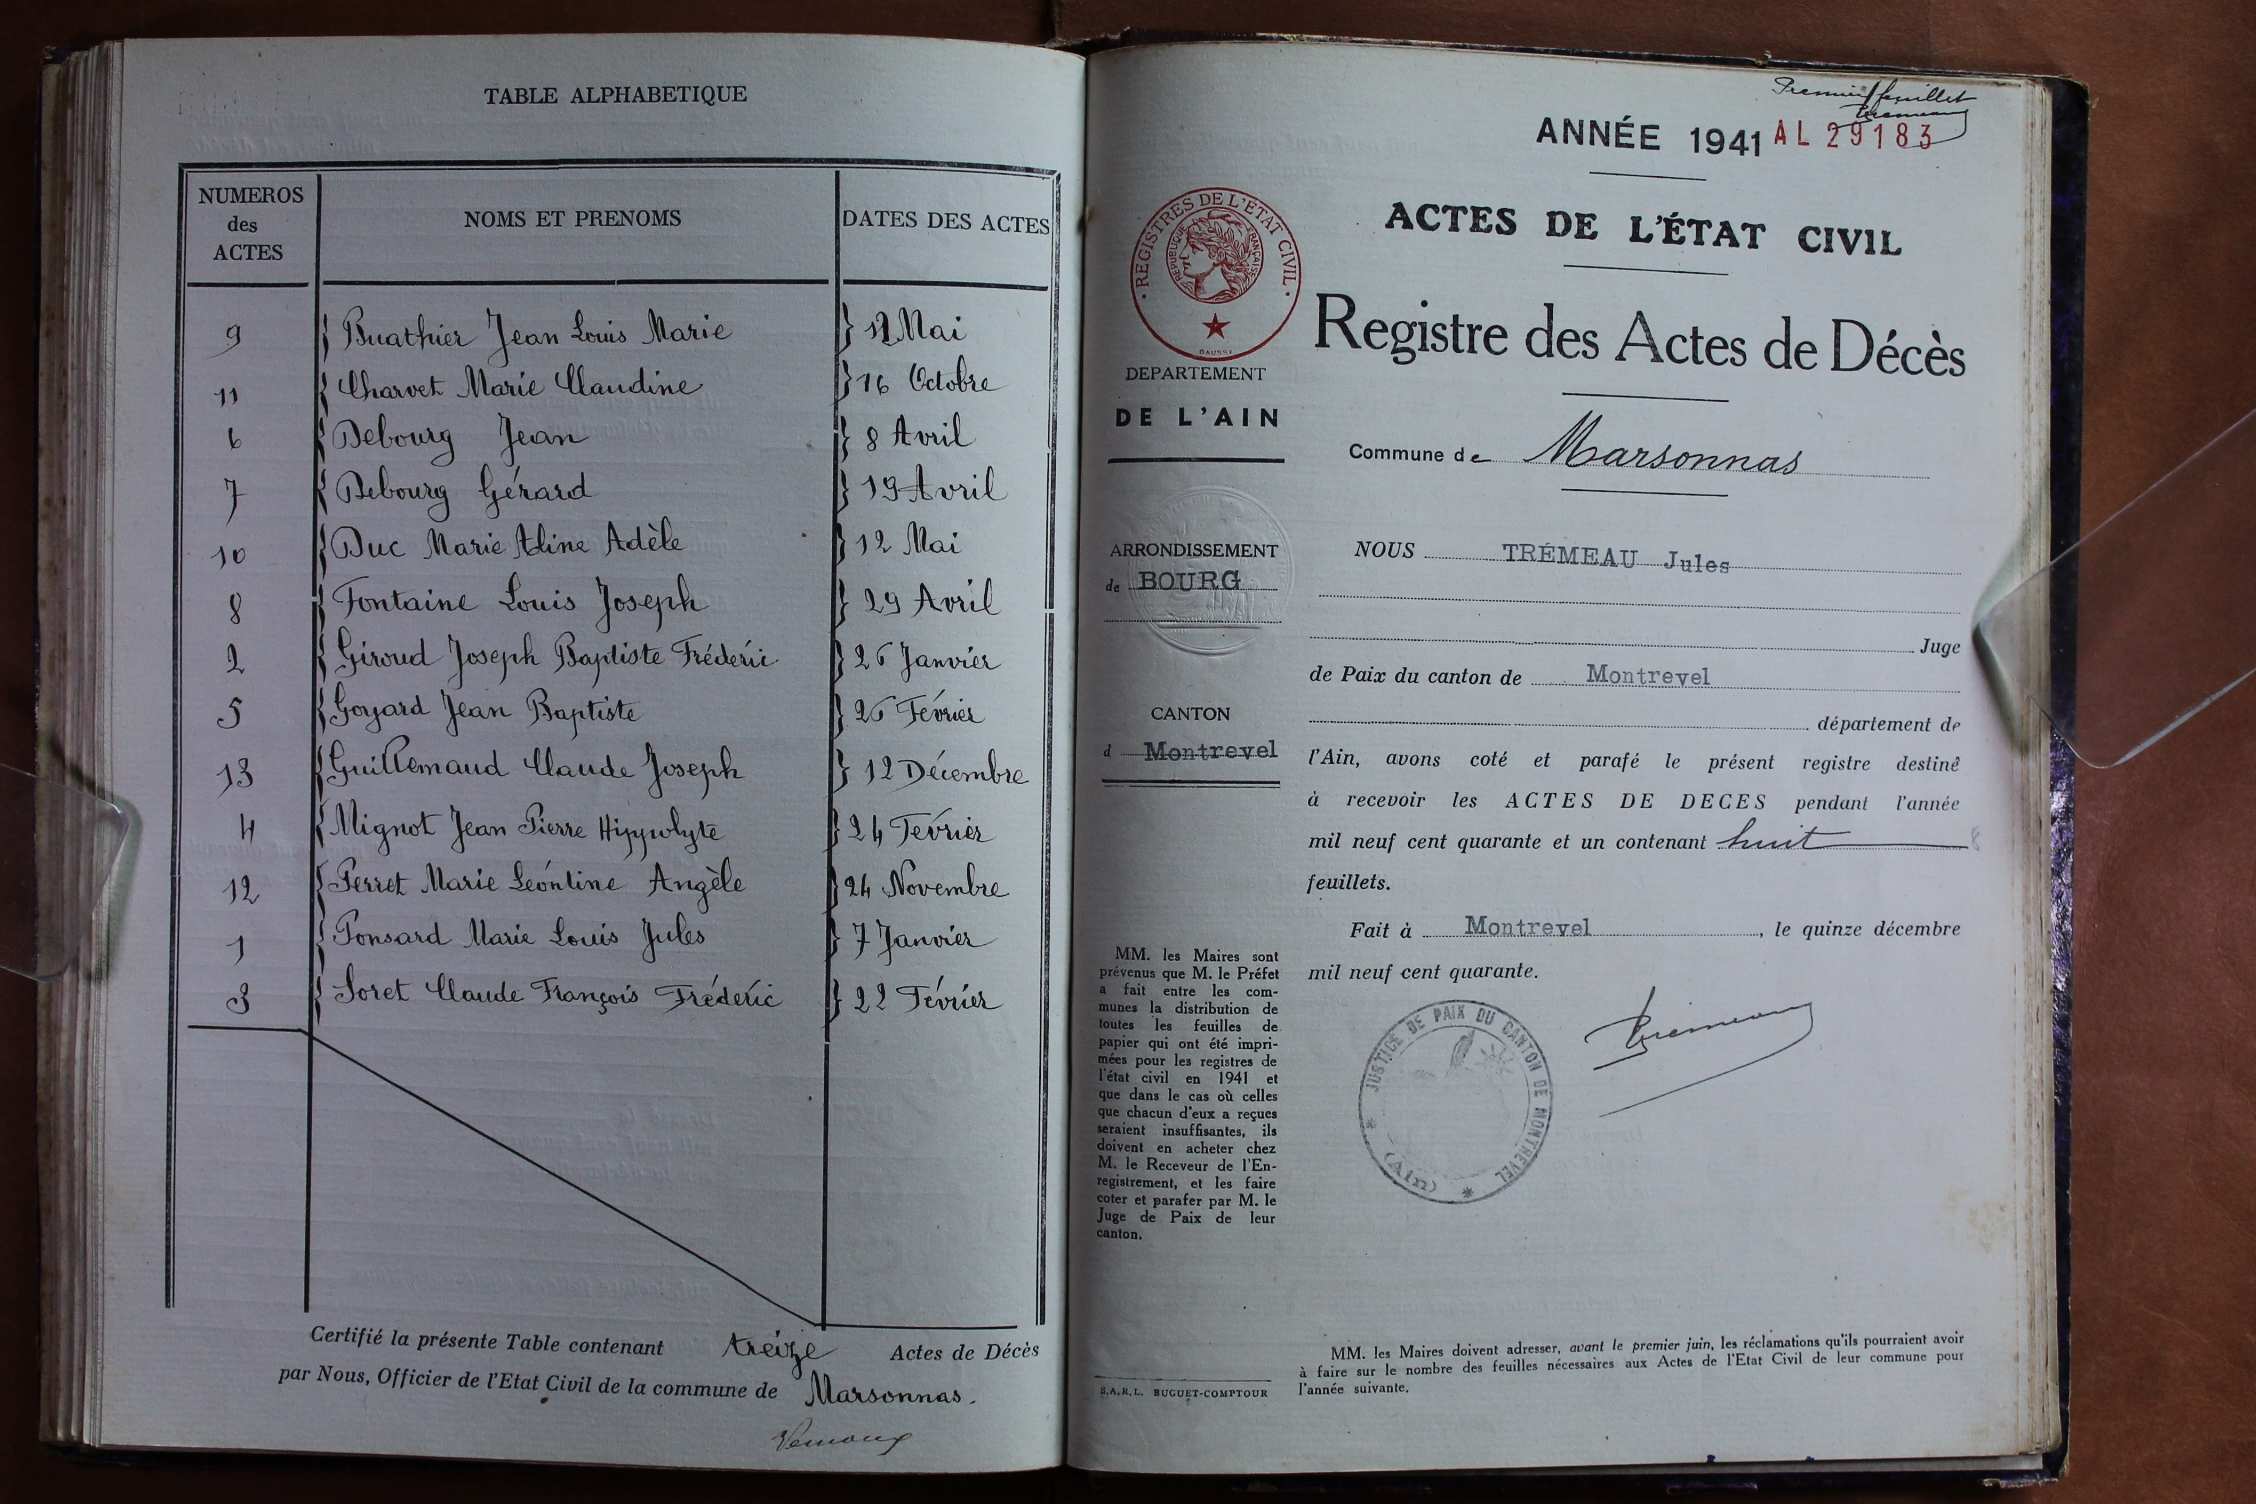 TABLE ALPHABETIQUE
NUMEROS
des
ACTES
NOMS ET PRENOMS
DATES DES ACTES
9 Buathier Jean Louis Marie 12 Mai
11 Charvet Marie Claudine 16 Octobre
6 Debourg Jean 8 Avril
7 Debourg Gérard 19 Avril
10 Duc Marie Aline Adèle 12 Mai
8 Fontaine Louis Joseph 29 Avril
2 Giroud Joseph Baptiste Fréderic 26 Janvier
5 Goyard Jean Baptiste 26 Février
13 Guillemaud Claude Joseph 12 Décembre
4 Mignot Jean Pierre Hippolyte 24 Février
12 Perret Marie Léontine Angèle 24 Novembre
1 Ponsard Marie Louis Jules 7 Janvier
3 Soret Claude François Fréderic 22 Février
Certifié la présente Table contenant treize Actes de Décès
par Nous, Officier de l'Etat Civil de la commune de Marsonnas.
Premier feuillet
Tremeau
ANNÉE 1941 AL 29183
REGISTRES DE L'ETAT CIVIL
REPUBLIQUE FRANÇAISE
DAUSSY
DEPARTEMENT
DE L'AIN
ARRONDISSEMENT
de BOURG
CANTON
d Montrevel
MM. les Maires sont
prévenus que M. le Préfet
a fait entre les com-
munes la distribution de
toutes les feuilles de
papier qui ont été impri-
mées pour les registres de
l'état civil en 1941 et
que dans le cas où celles
que chacun d'eux a reçues
seraient insuffisantes, ils
doivent en acheter chez
M. le Receveur de l'En-
registrement, et les faire
coter et parafer par M. le
Juge de Paix de leur
canton.
S.A.R.L. BUGUET-COMPTOUR
ACTES DE L'ÉTAT CIVIL
Registre des Actes de Décès
Commune de Marsonnas
NOUS TRÉMEAU Jules
Juge
de Paix du canton de Montrevel
département de
l'Ain, avons coté et parafé le présent registre destiné
à recevoir les ACTES DE DECES pendant l'année
mil neuf cent quarante et un contenant huit 8
feuillets.
Fait à Montrevel, le quinze décembre
mil neuf cent quarante.
JUSTICE DE PAIX DU CANTON DE MONTREVEL
(Ain)
Tremeau
MM. les Maires doivent adresser, avant le premier juin, les réclamations qu'ils pourraient avoir
à faire sur le nombre des feuilles nécessaires aux Actes de l'Etat Civil de leur commune pour
l'année suivante.